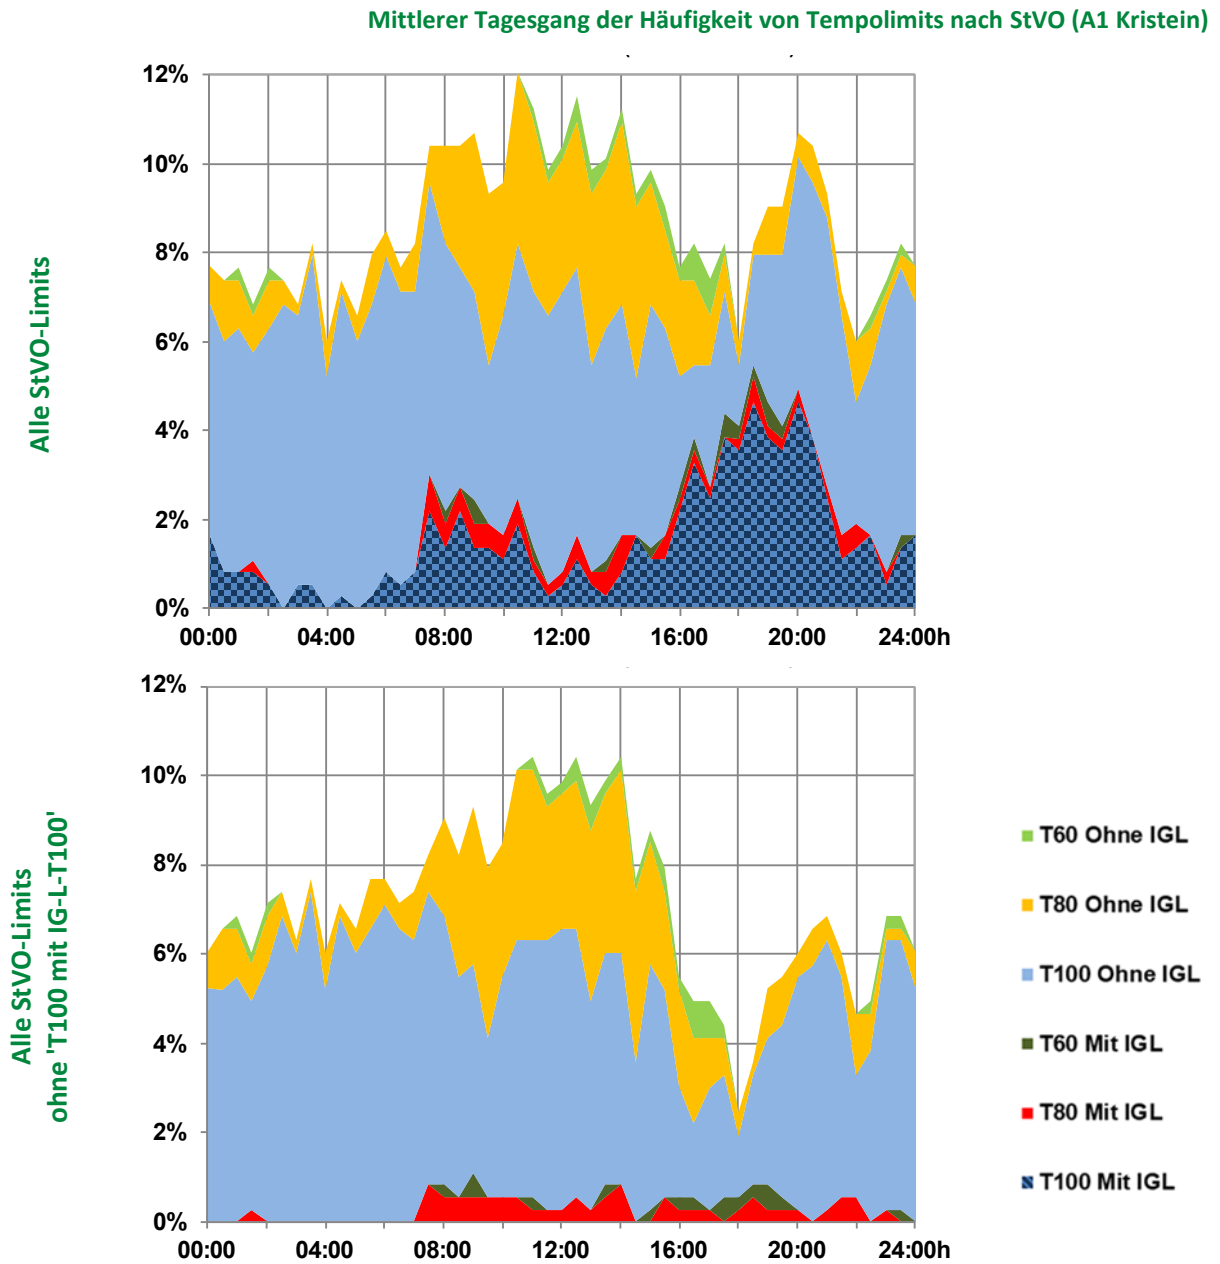 Mittlerer Tagesgang der Häufigkeit von Tempolimits nach StVO (A1 Kristein)
Alle StVO-Limits
12%
10%
8%
6%
4%
2%
0%
00:00 04:00 08:00 12:00 16:00 20:00 24:00h
Alle StVO-Limits
ohne 'T100 mit IG-L-T100'
12%
10%
8%
6%
4%
2%
0%
00:00 04:00 08:00 12:00 16:00 20:00 24:00h
T60 Ohne IGL
T80 Ohne IGL
T100 Ohne IGL
T60 Mit IGL
T80 Mit IGL
T100 Mit IGL